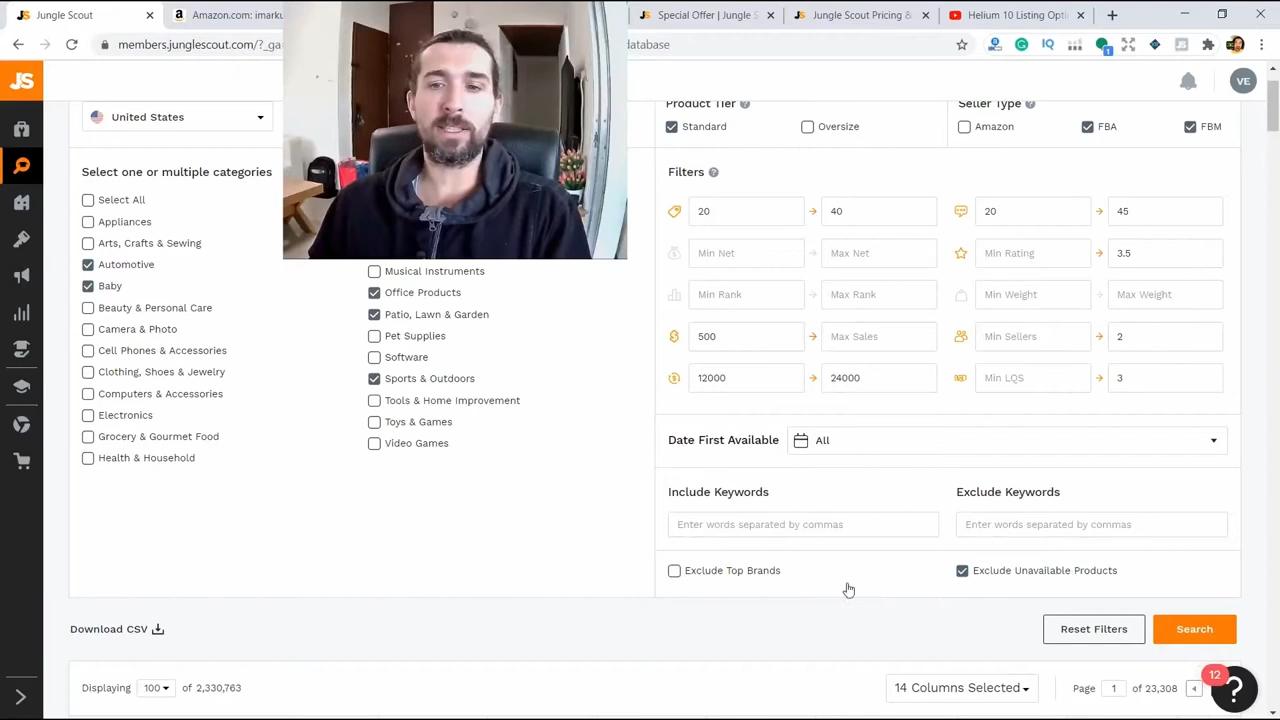 Jungle Scout
Amazon.com: imarku
Special Offer | Jungle S
Jungle Scout Pricing &
Helium 10 Listing Opti
members.junglescout.com/?_ga
database
1
JS
VE
United States
Product Tier
Standard
Oversize
Seller Type
Amazon
FBA
FBM
Select one or multiple categories
Select All
Appliances
Arts, Crafts & Sewing
Automotive
Baby
Beauty & Personal Care
Camera & Photo
Cell Phones & Accessories
Clothing, Shoes & Jewelry
Computers & Accessories
Electronics
Grocery & Gourmet Food
Health & Household
Musical Instruments
Office Products
Patio, Lawn & Garden
Pet Supplies
Software
Sports & Outdoors
Tools & Home Improvement
Toys & Games
Video Games
Filters
20 → 40
20 → 45
Min Net → Max Net
Min Rating → 3.5
Min Rank → Max Rank
Min Weight → Max Weight
500 → Max Sales
Min Sellers → 2
12000 → 24000
Min LQS → 3
Date First Available
All
Include Keywords
Exclude Keywords
Enter words separated by commas
Enter words separated by commas
Exclude Top Brands
Exclude Unavailable Products
Download CSV
Reset Filters
Search
Displaying 100 of 2,330,763
14 Columns Selected
Page 1 of 23,308
12
?